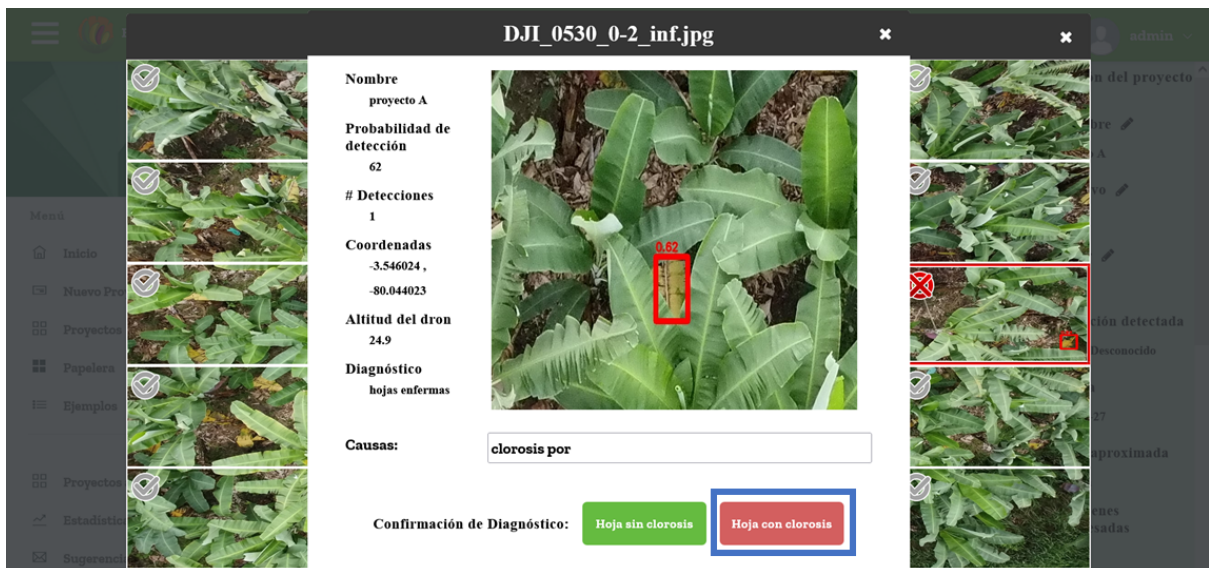 DJI_0530_0-2_inf.jpg
admin
Menú
Inicio
Nuevo Pro
Proyectos
Papelera
Ejemplos
Proyectos
Estadístic
Sugerenci
Nombre
proyecto A
Probabilidad de
detección
62
# Detecciones
1
Coordenadas
-3.546024 ,
-80.044023
Altitud del dron
24.9
Diagnóstico
hojas enfermas
0.62
Causas:
clorosis por
Confirmación de Diagnóstico:
Hoja sin clorosis
Hoja con clorosis
n del proyecto
bre
A
vo
ción detectada
Desconocido
27
aproximada
enes
esadas